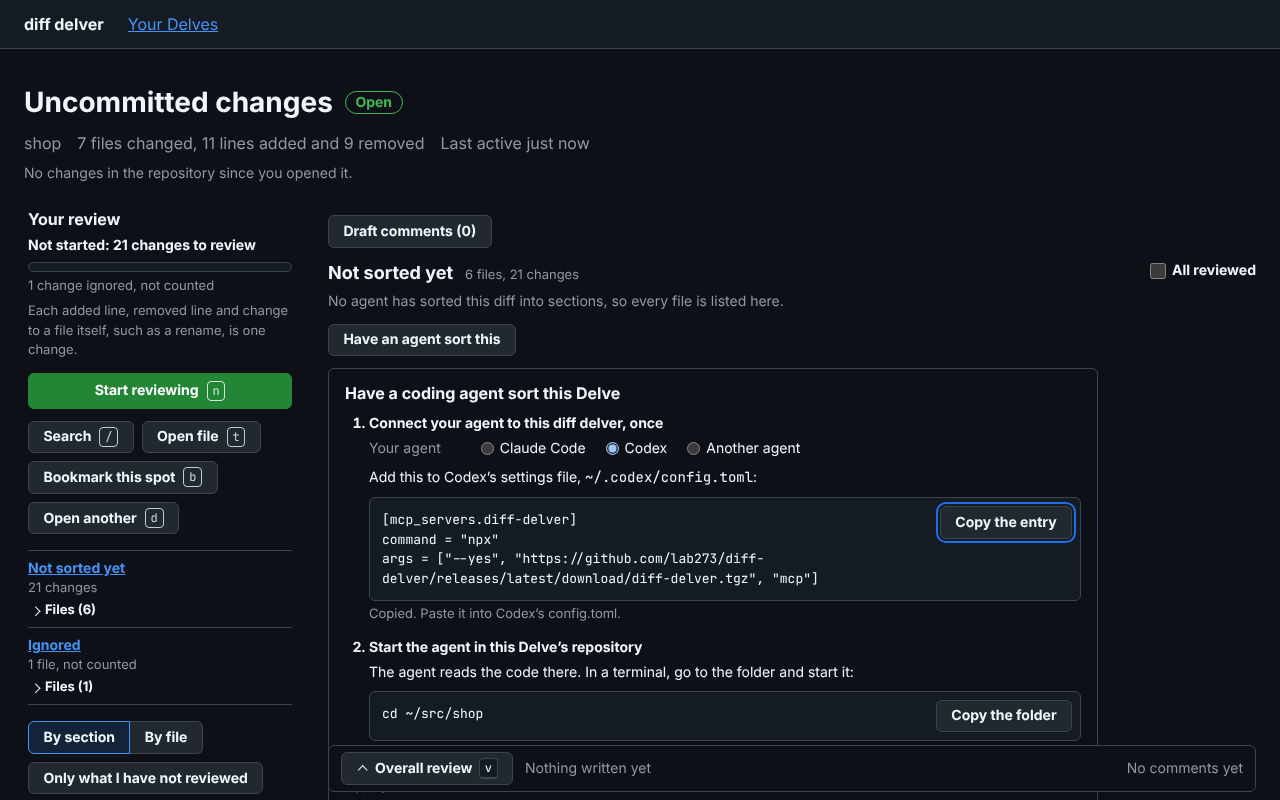 diff delver Your Delves
Uncommitted changes Open
shop 7 files changed, 11 lines added and 9 removed Last active just now
No changes in the repository since you opened it.
Your review
Not started: 21 changes to review
1 change ignored, not counted
Each added line, removed line and change
to a file itself, such as a rename, is one
change.
Start reviewing n
Search / Open file t
Bookmark this spot b
Open another d
Not sorted yet
21 changes
Files (6)
Ignored
1 file, not counted
Files (1)
By section By file
Only what I have not reviewed
Draft comments (0)
Not sorted yet 6 files, 21 changes All reviewed
No agent has sorted this diff into sections, so every file is listed here.
Have an agent sort this
Have a coding agent sort this Delve
1. Connect your agent to this diff delver, once
Your agent Claude Code Codex Another agent
Add this to Codex’s settings file, ~/.codex/config.toml:
[mcp_servers.diff-delver]
command = "npx"
args = ["--yes", "https://github.com/lab273/diff-
delver/releases/latest/download/diff-delver.tgz", "mcp"]
Copy the entry
Copied. Paste it into Codex’s config.toml.
2. Start the agent in this Delve’s repository
The agent reads the code there. In a terminal, go to the folder and start it:
cd ~/src/shop Copy the folder
Overall review v Nothing written yet No comments yet